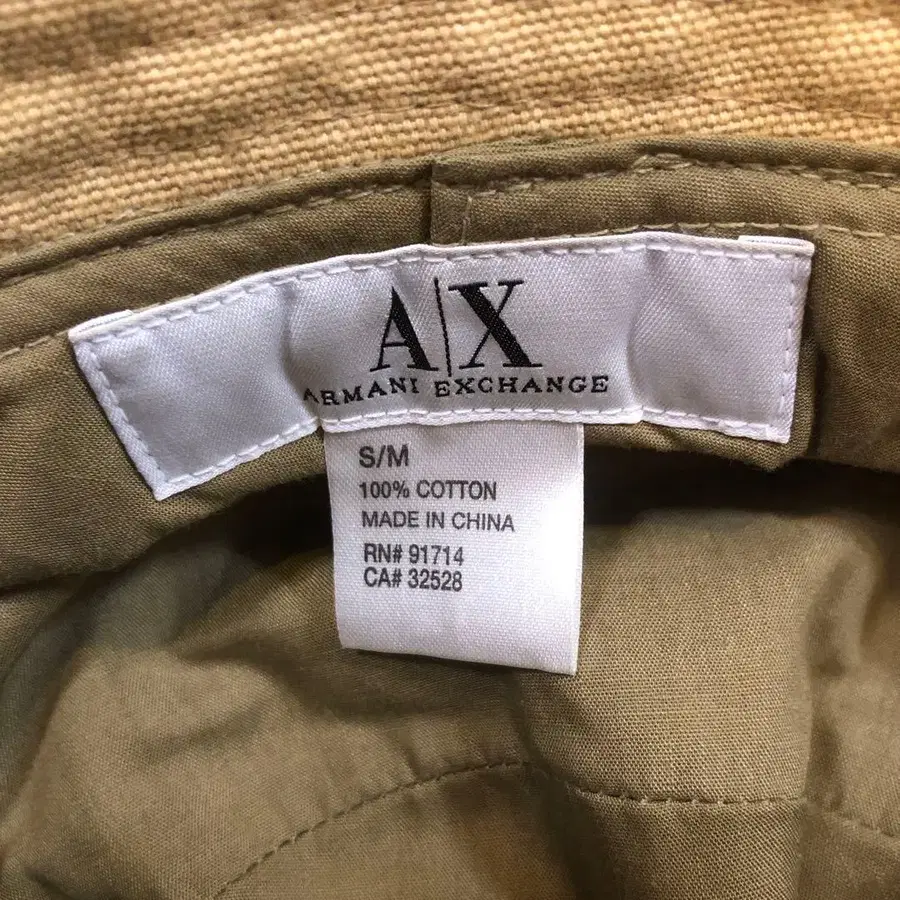 A|X
ARMANI EXCHANGE
S/M
100% COTTON
MADE IN CHINA
RN# 91714
CA# 32528